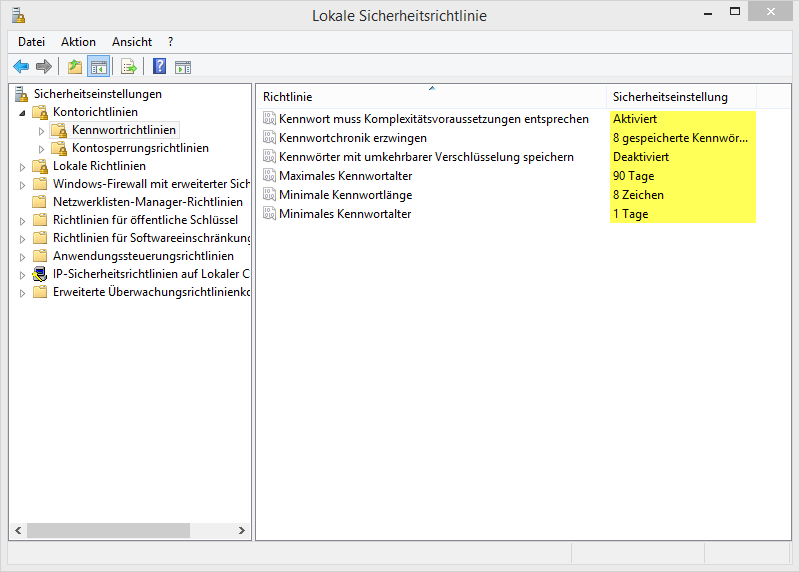 Lokale Sicherheitsrichtlinie
Datei Aktion Ansicht ?
Sicherheitseinstellungen
Kontorichtlinien
Kennwortrichtlinien
Kontosperrungsrichtlinien
Lokale Richtlinien
Windows-Firewall mit erweiterter Sich
Netzwerklisten-Manager-Richtlinien
Richtlinien für öffentliche Schlüssel
Richtlinien für Softwareeinschränkung
Anwendungssteuerungsrichtlinien
IP-Sicherheitsrichtlinien auf Lokaler C
Erweiterte Überwachungsrichtlinienko
Richtlinie Sicherheitseinstellung
Kennwort muss Komplexitätsvoraussetzungen entsprechen Aktiviert
Kennwortchronik erzwingen 8 gespeicherte Kennwör...
Kennwörter mit umkehrbarer Verschlüsselung speichern Deaktiviert
Maximales Kennwortalter 90 Tage
Minimale Kennwortlänge 8 Zeichen
Minimales Kennwortalter 1 Tage